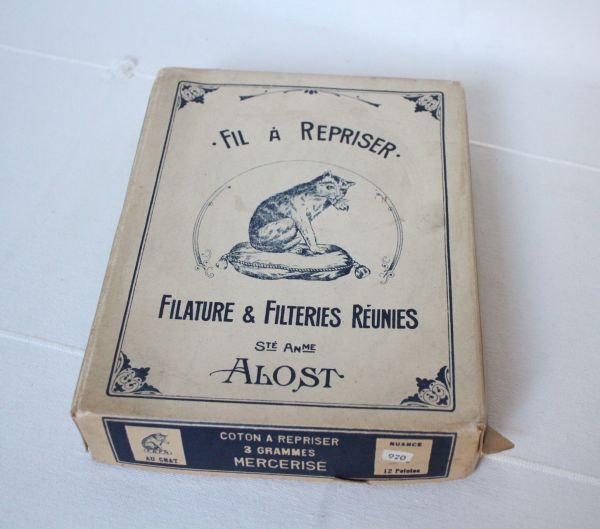 · FIL À REPRISER ·
FILATURE & FILTERIES RÉUNIES
STÉ ANME
ALOST
AU CHAT
COTON A REPRISER
3 GRAMMES
MERCERISE
NUANCE
920
12 Pelotes